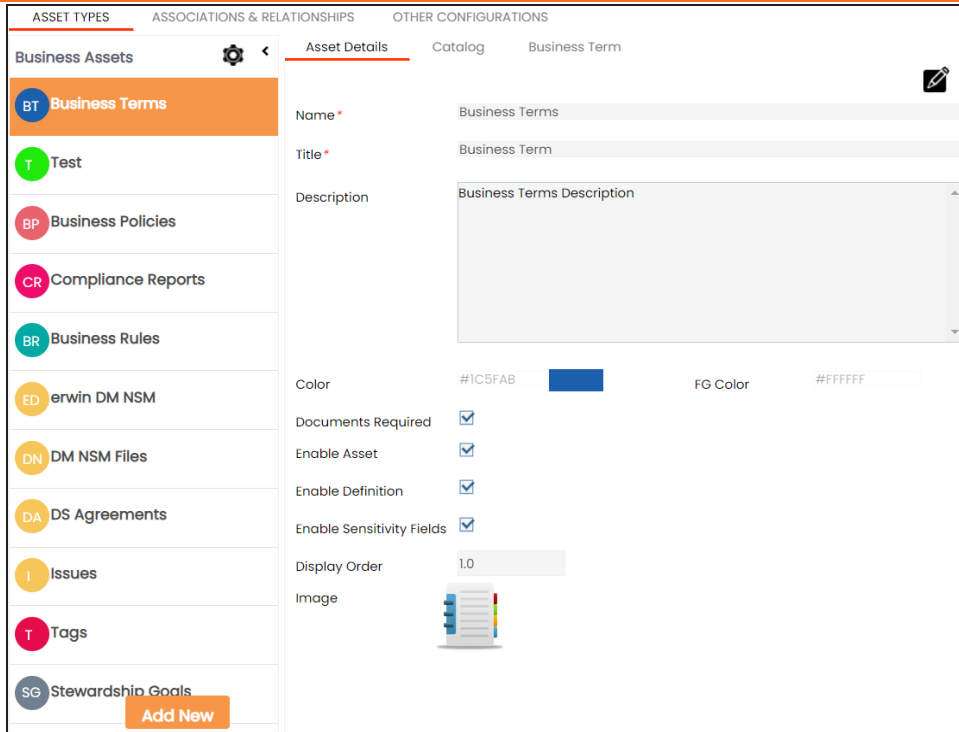 ASSET TYPES ASSOCIATIONS & RELATIONSHIPS OTHER CONFIGURATIONS
Business Assets
BT Business Terms
T Test
BP Business Policies
CR Compliance Reports
BR Business Rules
ED erwin DM NSM
DN DM NSM Files
DA DS Agreements
I Issues
T Tags
SG Stewardship Goals
Add New
Asset Details Catalog Business Term
Name* Business Terms
Title* Business Term
Description Business Terms Description
Color #1C5FAB FG Color #FFFFFF
Documents Required
Enable Asset
Enable Definition
Enable Sensitivity Fields
Display Order 1.0
Image